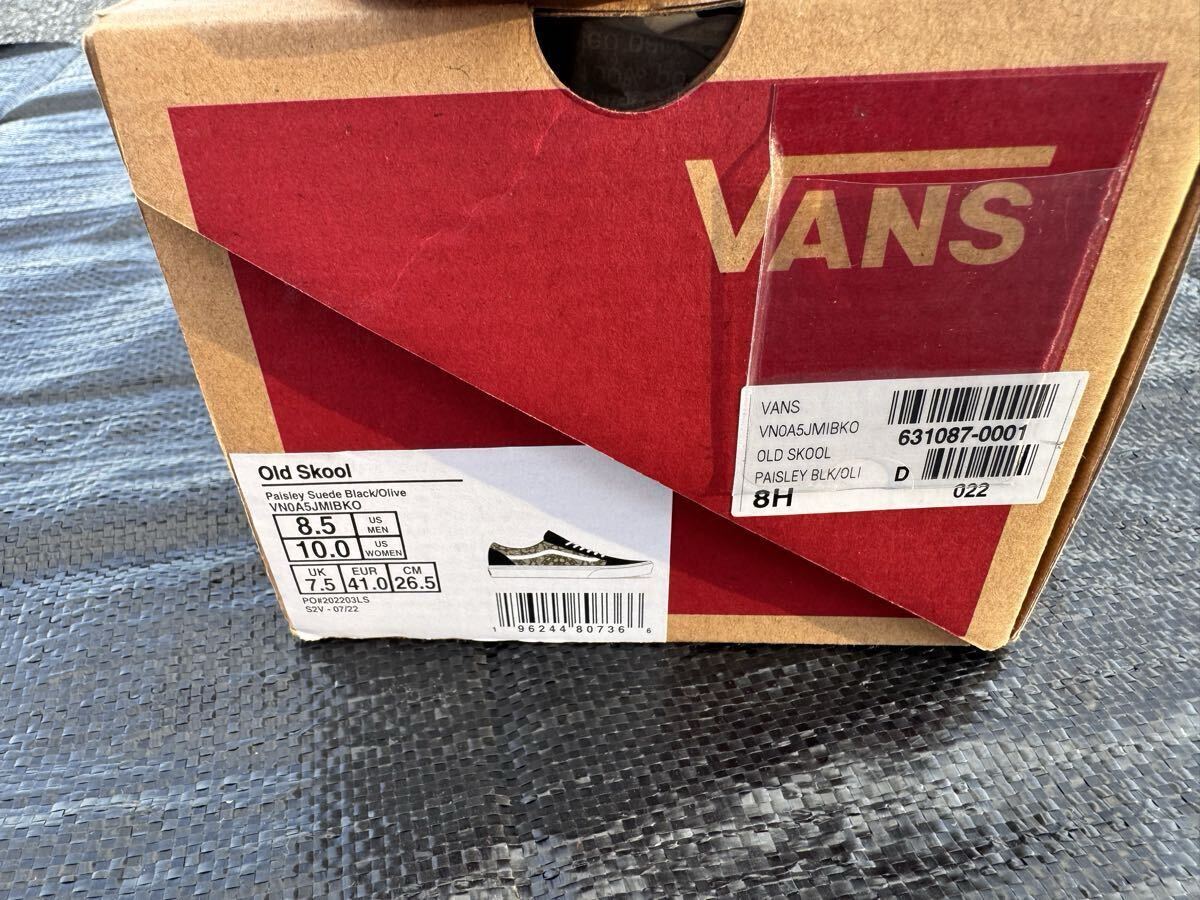 VANS
VANS
VN0A5JMIBKO
631087-0001
OLD SKOOL
PAISLEY BLK/OLI D
8H
022
Old Skool
Paisley Suede Black/Olive
VN0A5JMIBKO
8.5 US MEN
10.0 US WOMEN
UK EUR CM
7.5 41.0 26.5
PO#202203LS
S2V - 07/22
1 96244 80736 6